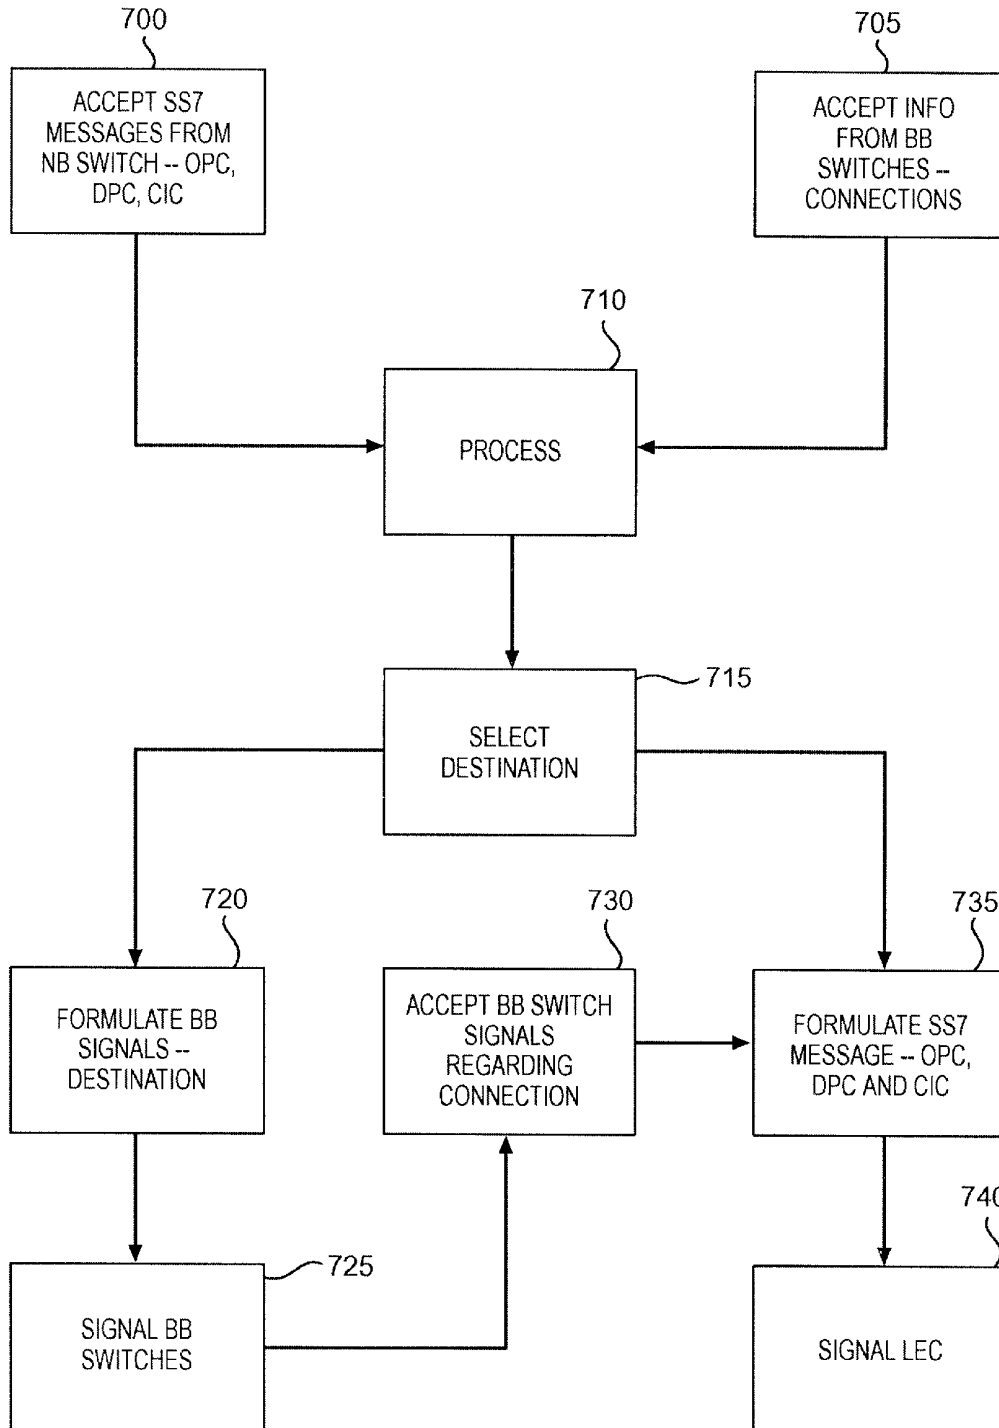 700
705
ACCEPT SS7
MESSAGES FROM
NB SWITCH -- OPC,
DPC, CIC
ACCEPT INFO
FROM BB
SWITCHES --
CONNECTIONS
710
PROCESS
715
SELECT
DESTINATION
720
730
735
FORMULATE BB
SIGNALS --
DESTINATION
ACCEPT BB SWITCH
SIGNALS
REGARDING
CONNECTION
FORMULATE SS7
MESSAGE -- OPC,
DPC AND CIC
725
740
SIGNAL BB
SWITCHES
SIGNAL LEC